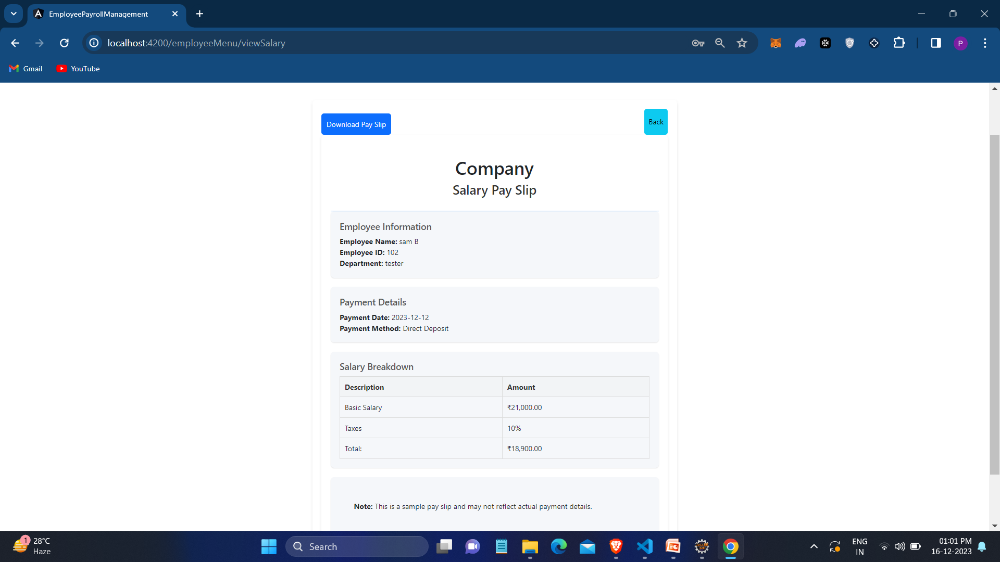 EmployeePayrollManagement
localhost:4200/employeeMenu/viewSalary
P
Gmail
YouTube
Download Pay Slip
Back
Company
Salary Pay Slip
Employee Information
Employee Name: sam B
Employee ID: 102
Department: tester
Payment Details
Payment Date: 2023-12-12
Payment Method: Direct Deposit
Salary Breakdown
Description Amount
Basic Salary ₹21,000.00
Taxes 10%
Total: ₹18,900.00
Note: This is a sample pay slip and may not reflect actual payment details.
1
28°C
Haze
Search
ENG
IN
01:01 PM
16-12-2023